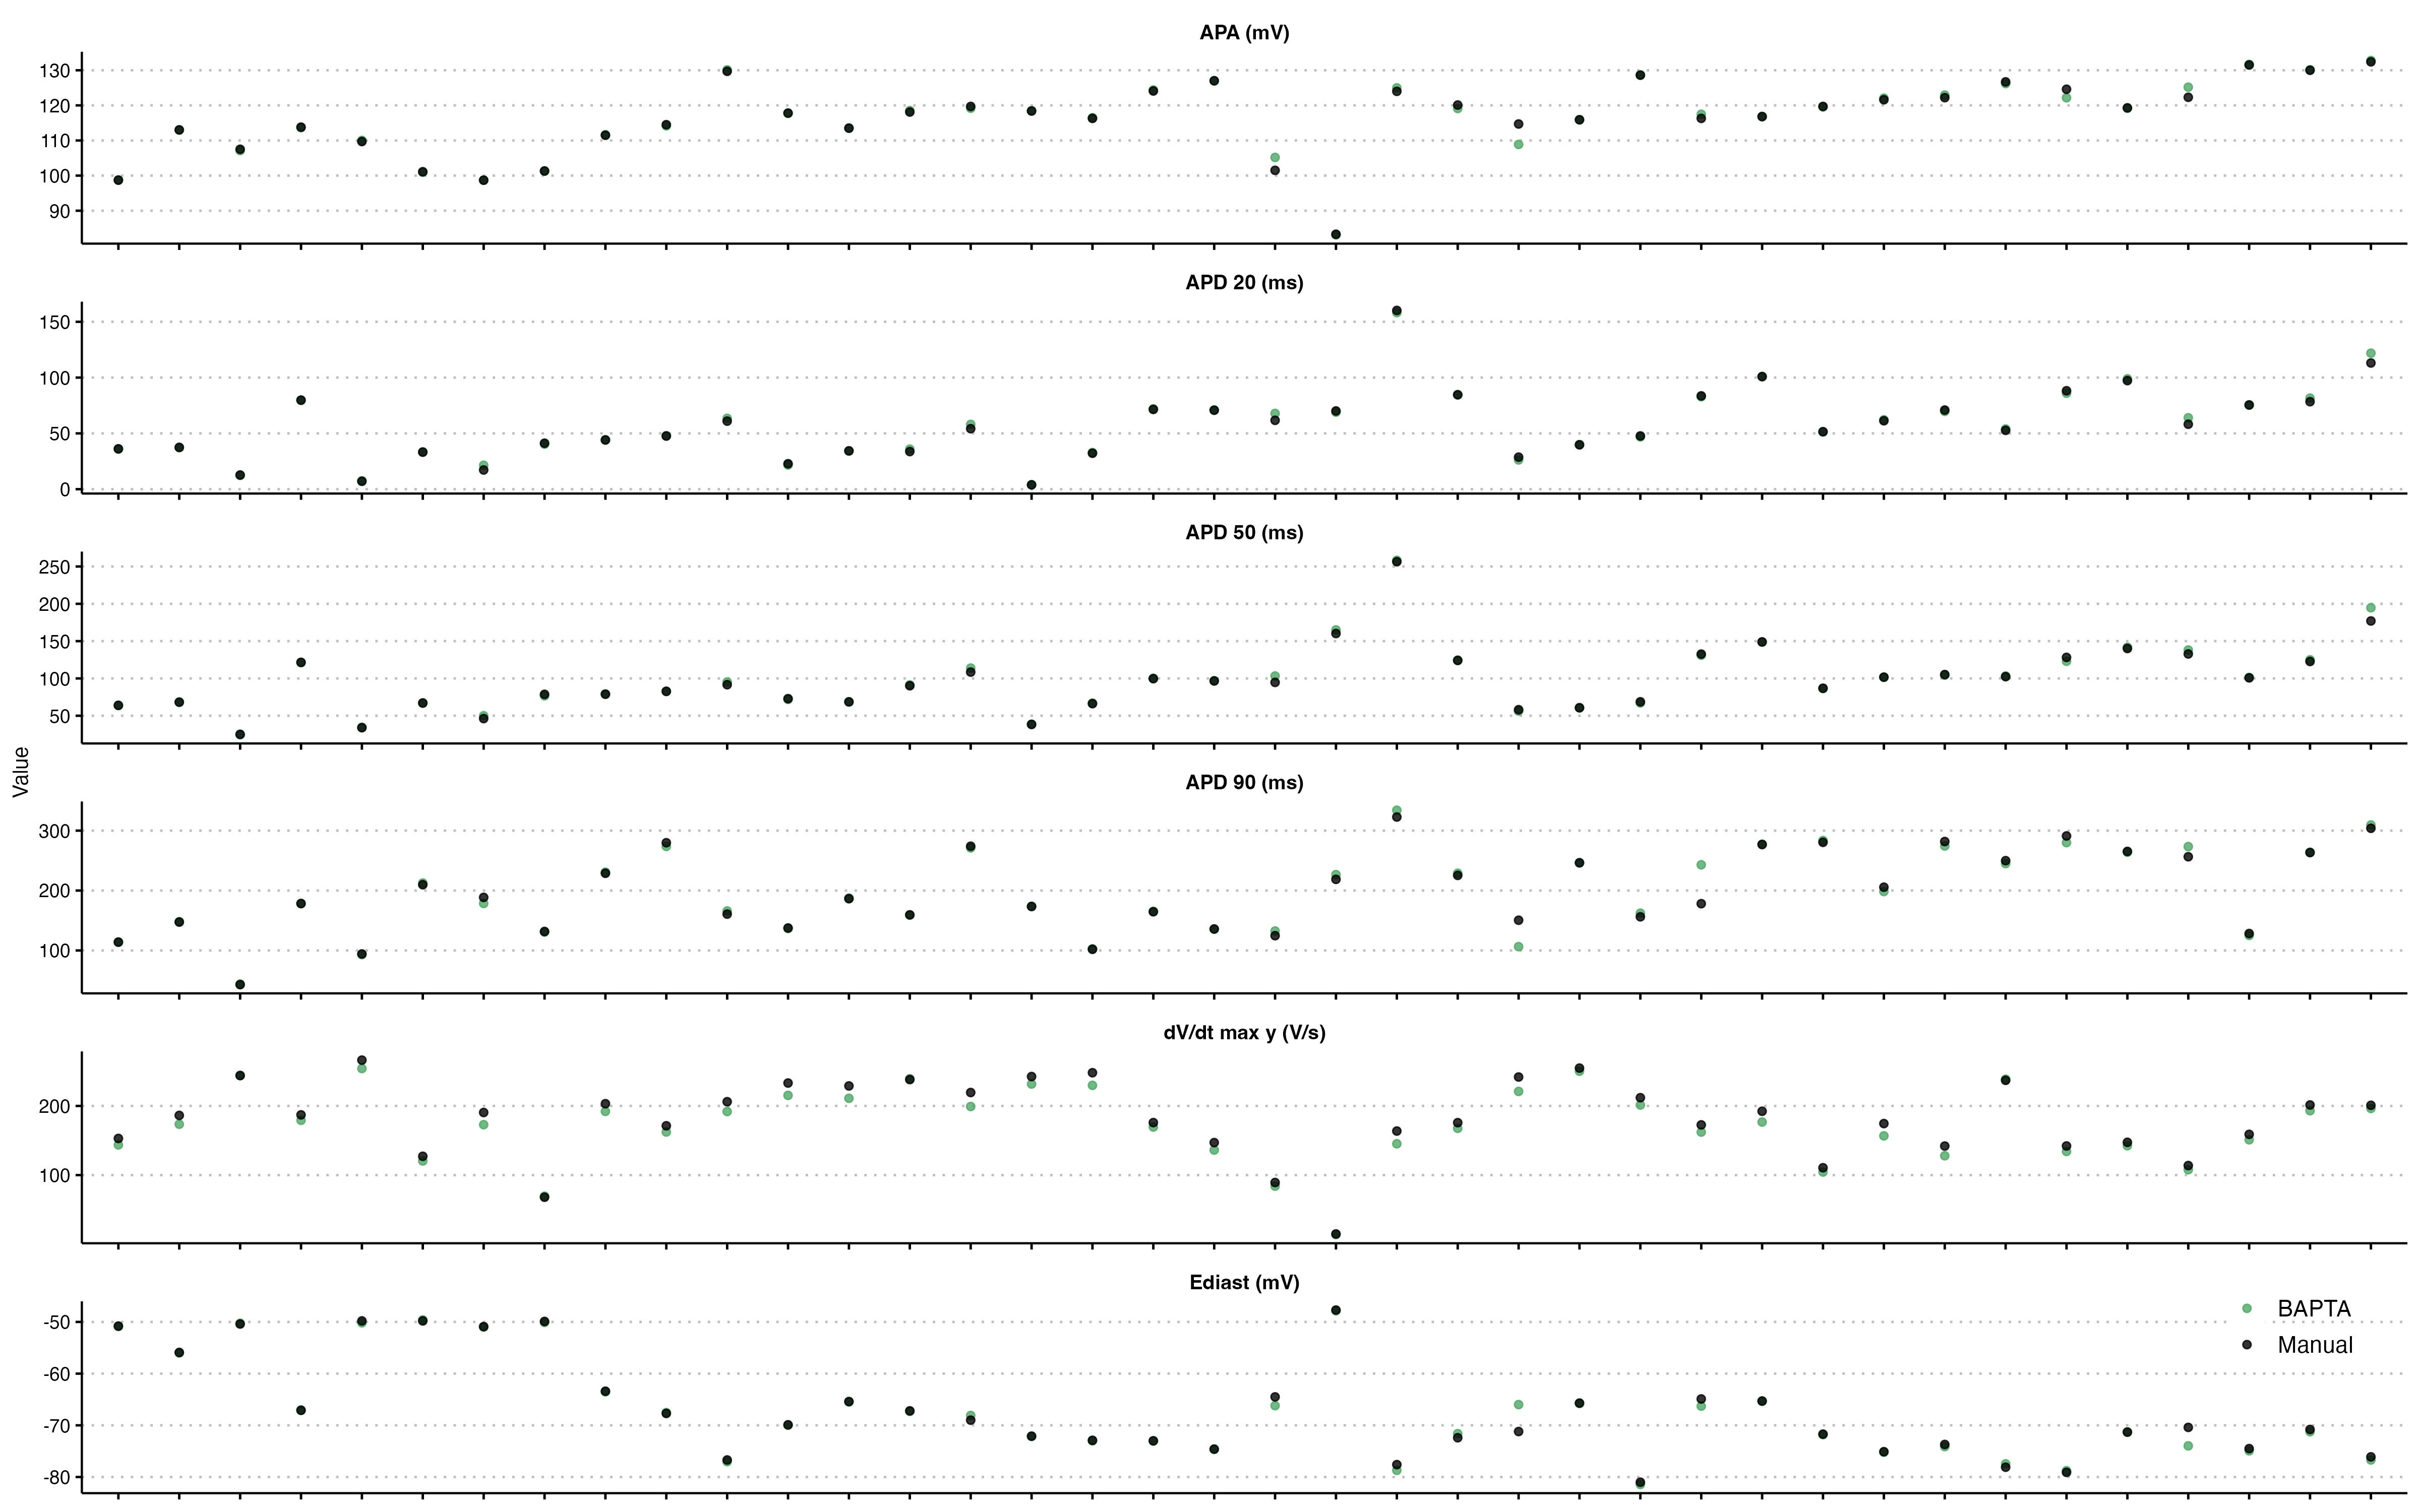 APA (mV)
130
120
110
100
90
APD 20 (ms)
150
100
50
0
APD 50 (ms)
250
200
150
100
50
Value
APD 90 (ms)
300
200
100
dV/dt max y (V/s)
200
100
Ediast (mV)
-50
-60
-70
-80
BAPTA
Manual